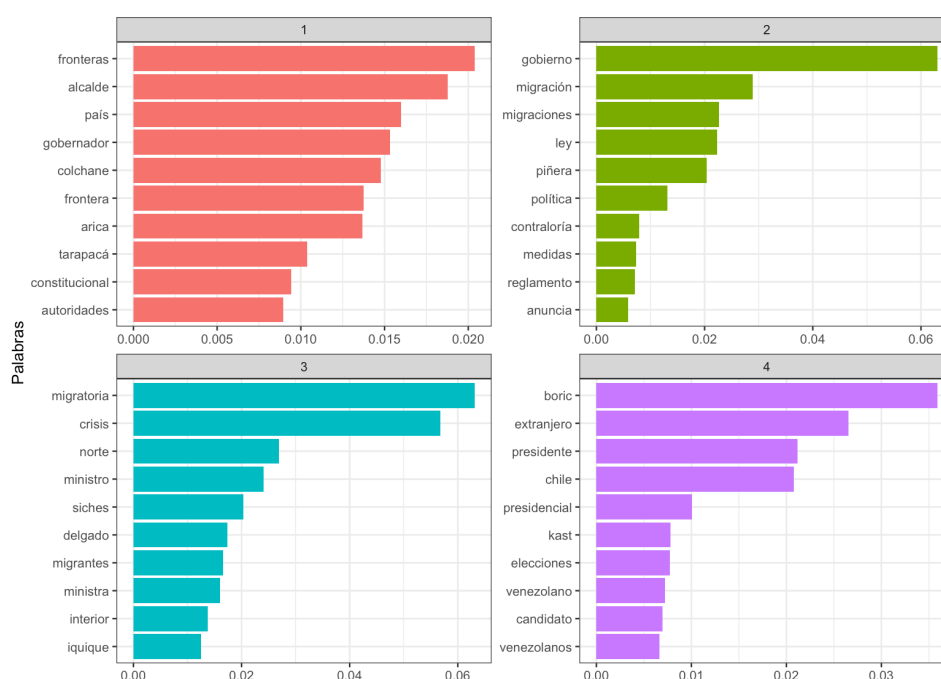 Palabras
1
fronteras
alcalde
país
gobernador
colchane
frontera
arica
tarapacá
constitucional
autoridades
0.000 0.005 0.010 0.015 0.020
2
gobierno
migración
migraciones
ley
piñera
política
contraloría
medidas
reglamento
anuncia
0.00 0.02 0.04 0.06
3
migratoria
crisis
norte
ministro
siches
delgado
migrantes
ministra
interior
iquique
0.00 0.02 0.04 0.06
4
boric
extranjero
presidente
chile
presidencial
kast
elecciones
venezolano
candidato
venezolanos
0.00 0.01 0.02 0.03